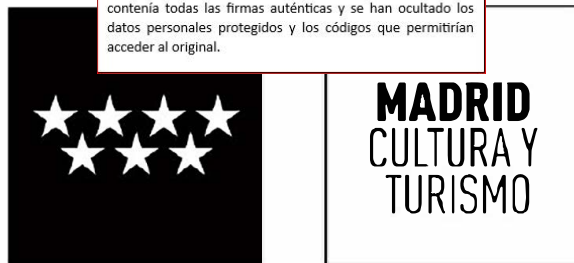 contenía todas las firmas auténticas y se han ocultado los
datos personales protegidos y los códigos que permitirían
acceder al original.
MADRID
CULTURA Y
TURISMO